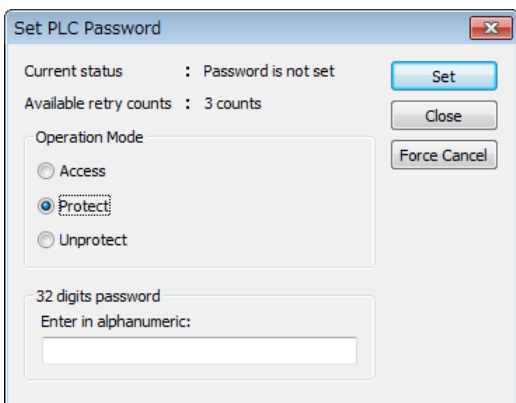 Set PLC Password
Current status : Password is not set
Available retry counts : 3 counts
Operation Mode
Access
Protect
Unprotect
32 digits password
Enter in alphanumeric:
Set
Close
Force Cancel